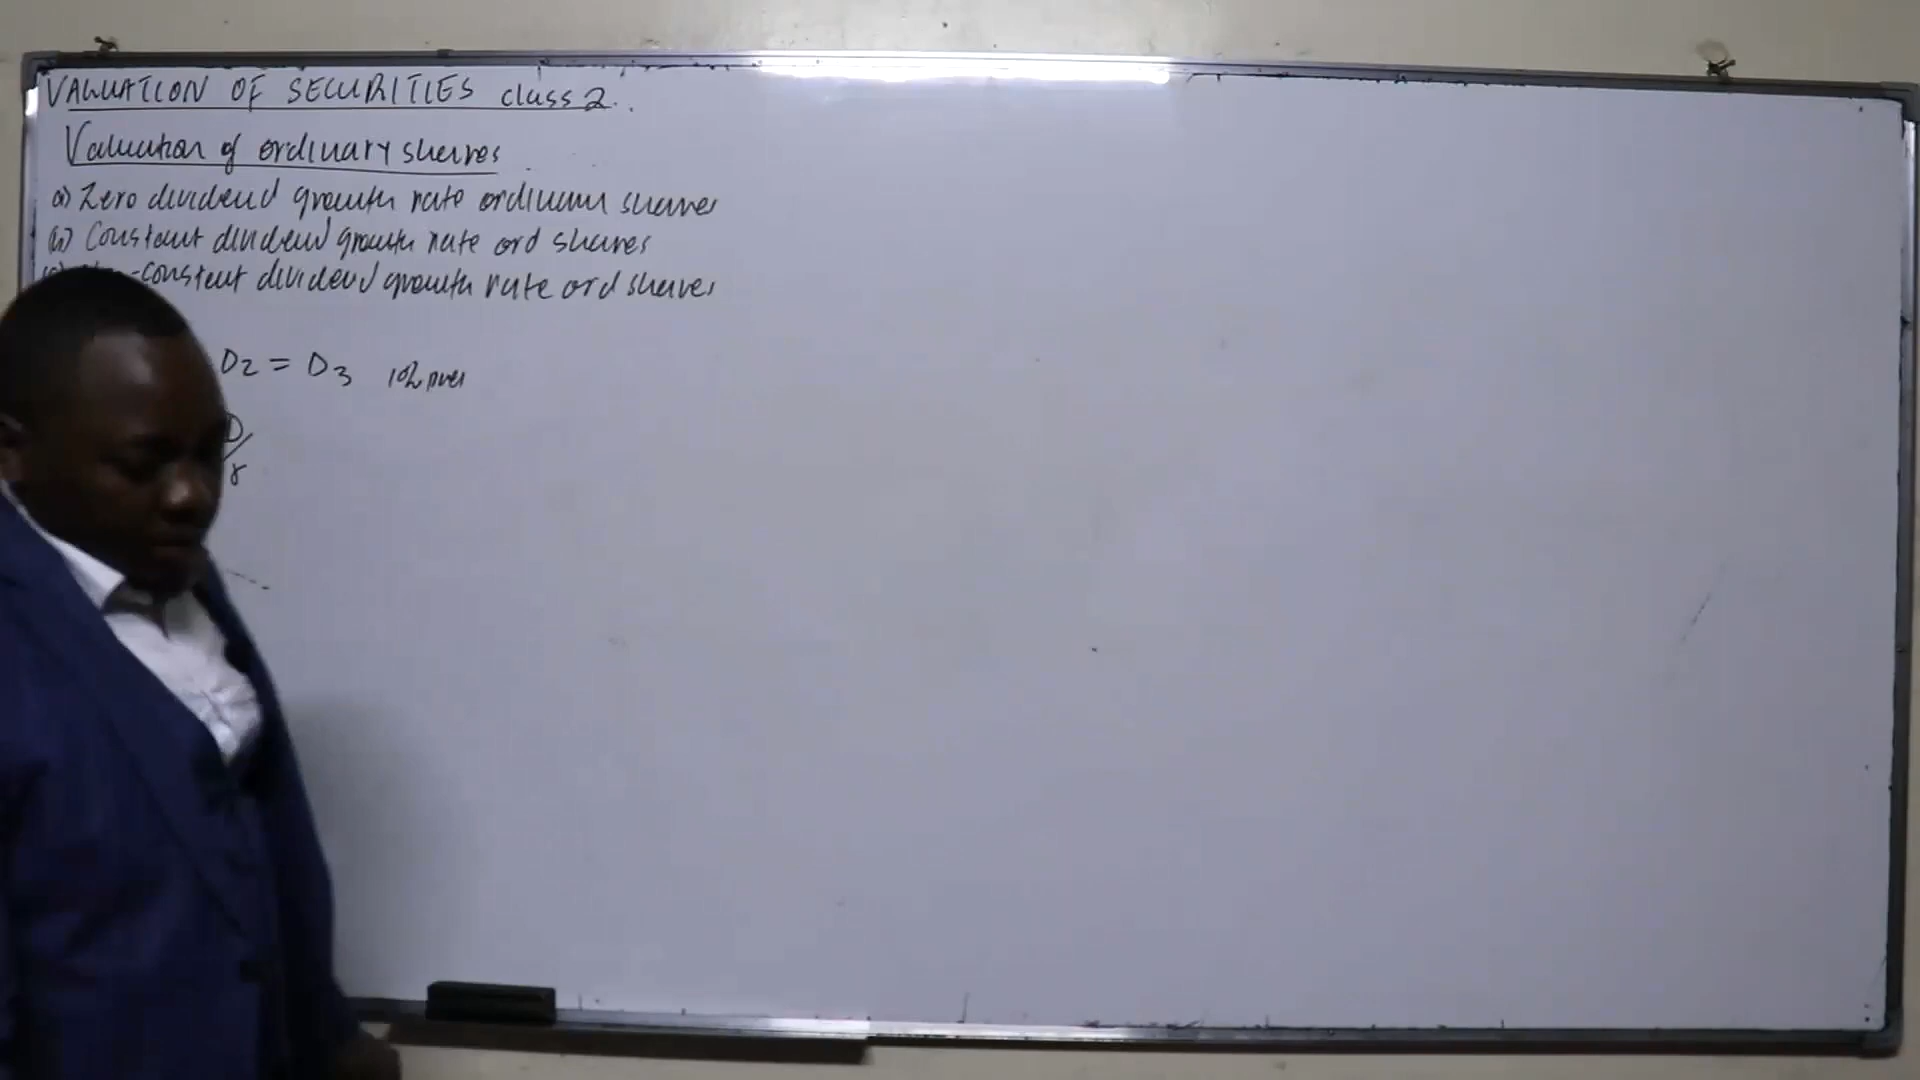 VALUATION OF SECURITIES class 2..
Valuation of ordinary shares
a) Zero dividend growth rate ordinary shares
b) Constant dividend growth rate ord shares
-constant dividend growth rate ord shares
D2 = D3
D/r